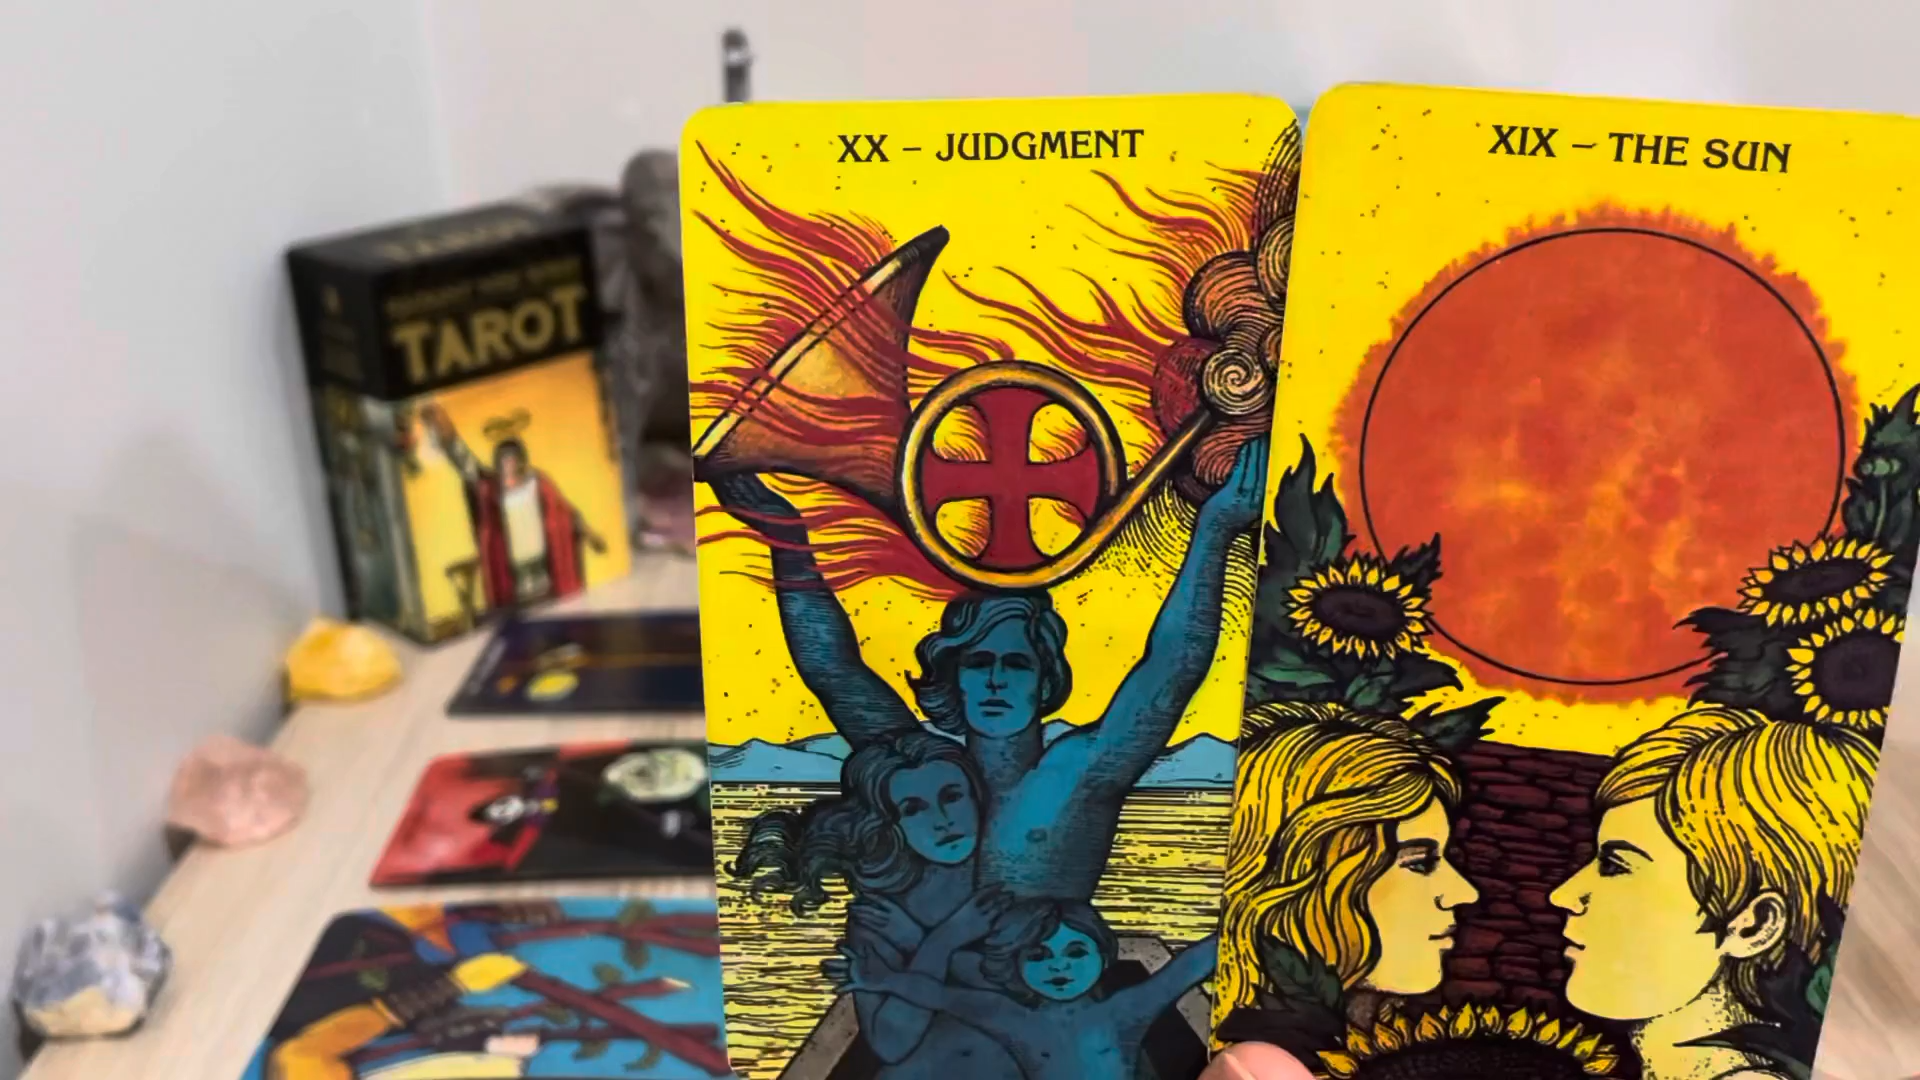 TAROT
XX – JUDGMENT
XIX – THE SUN